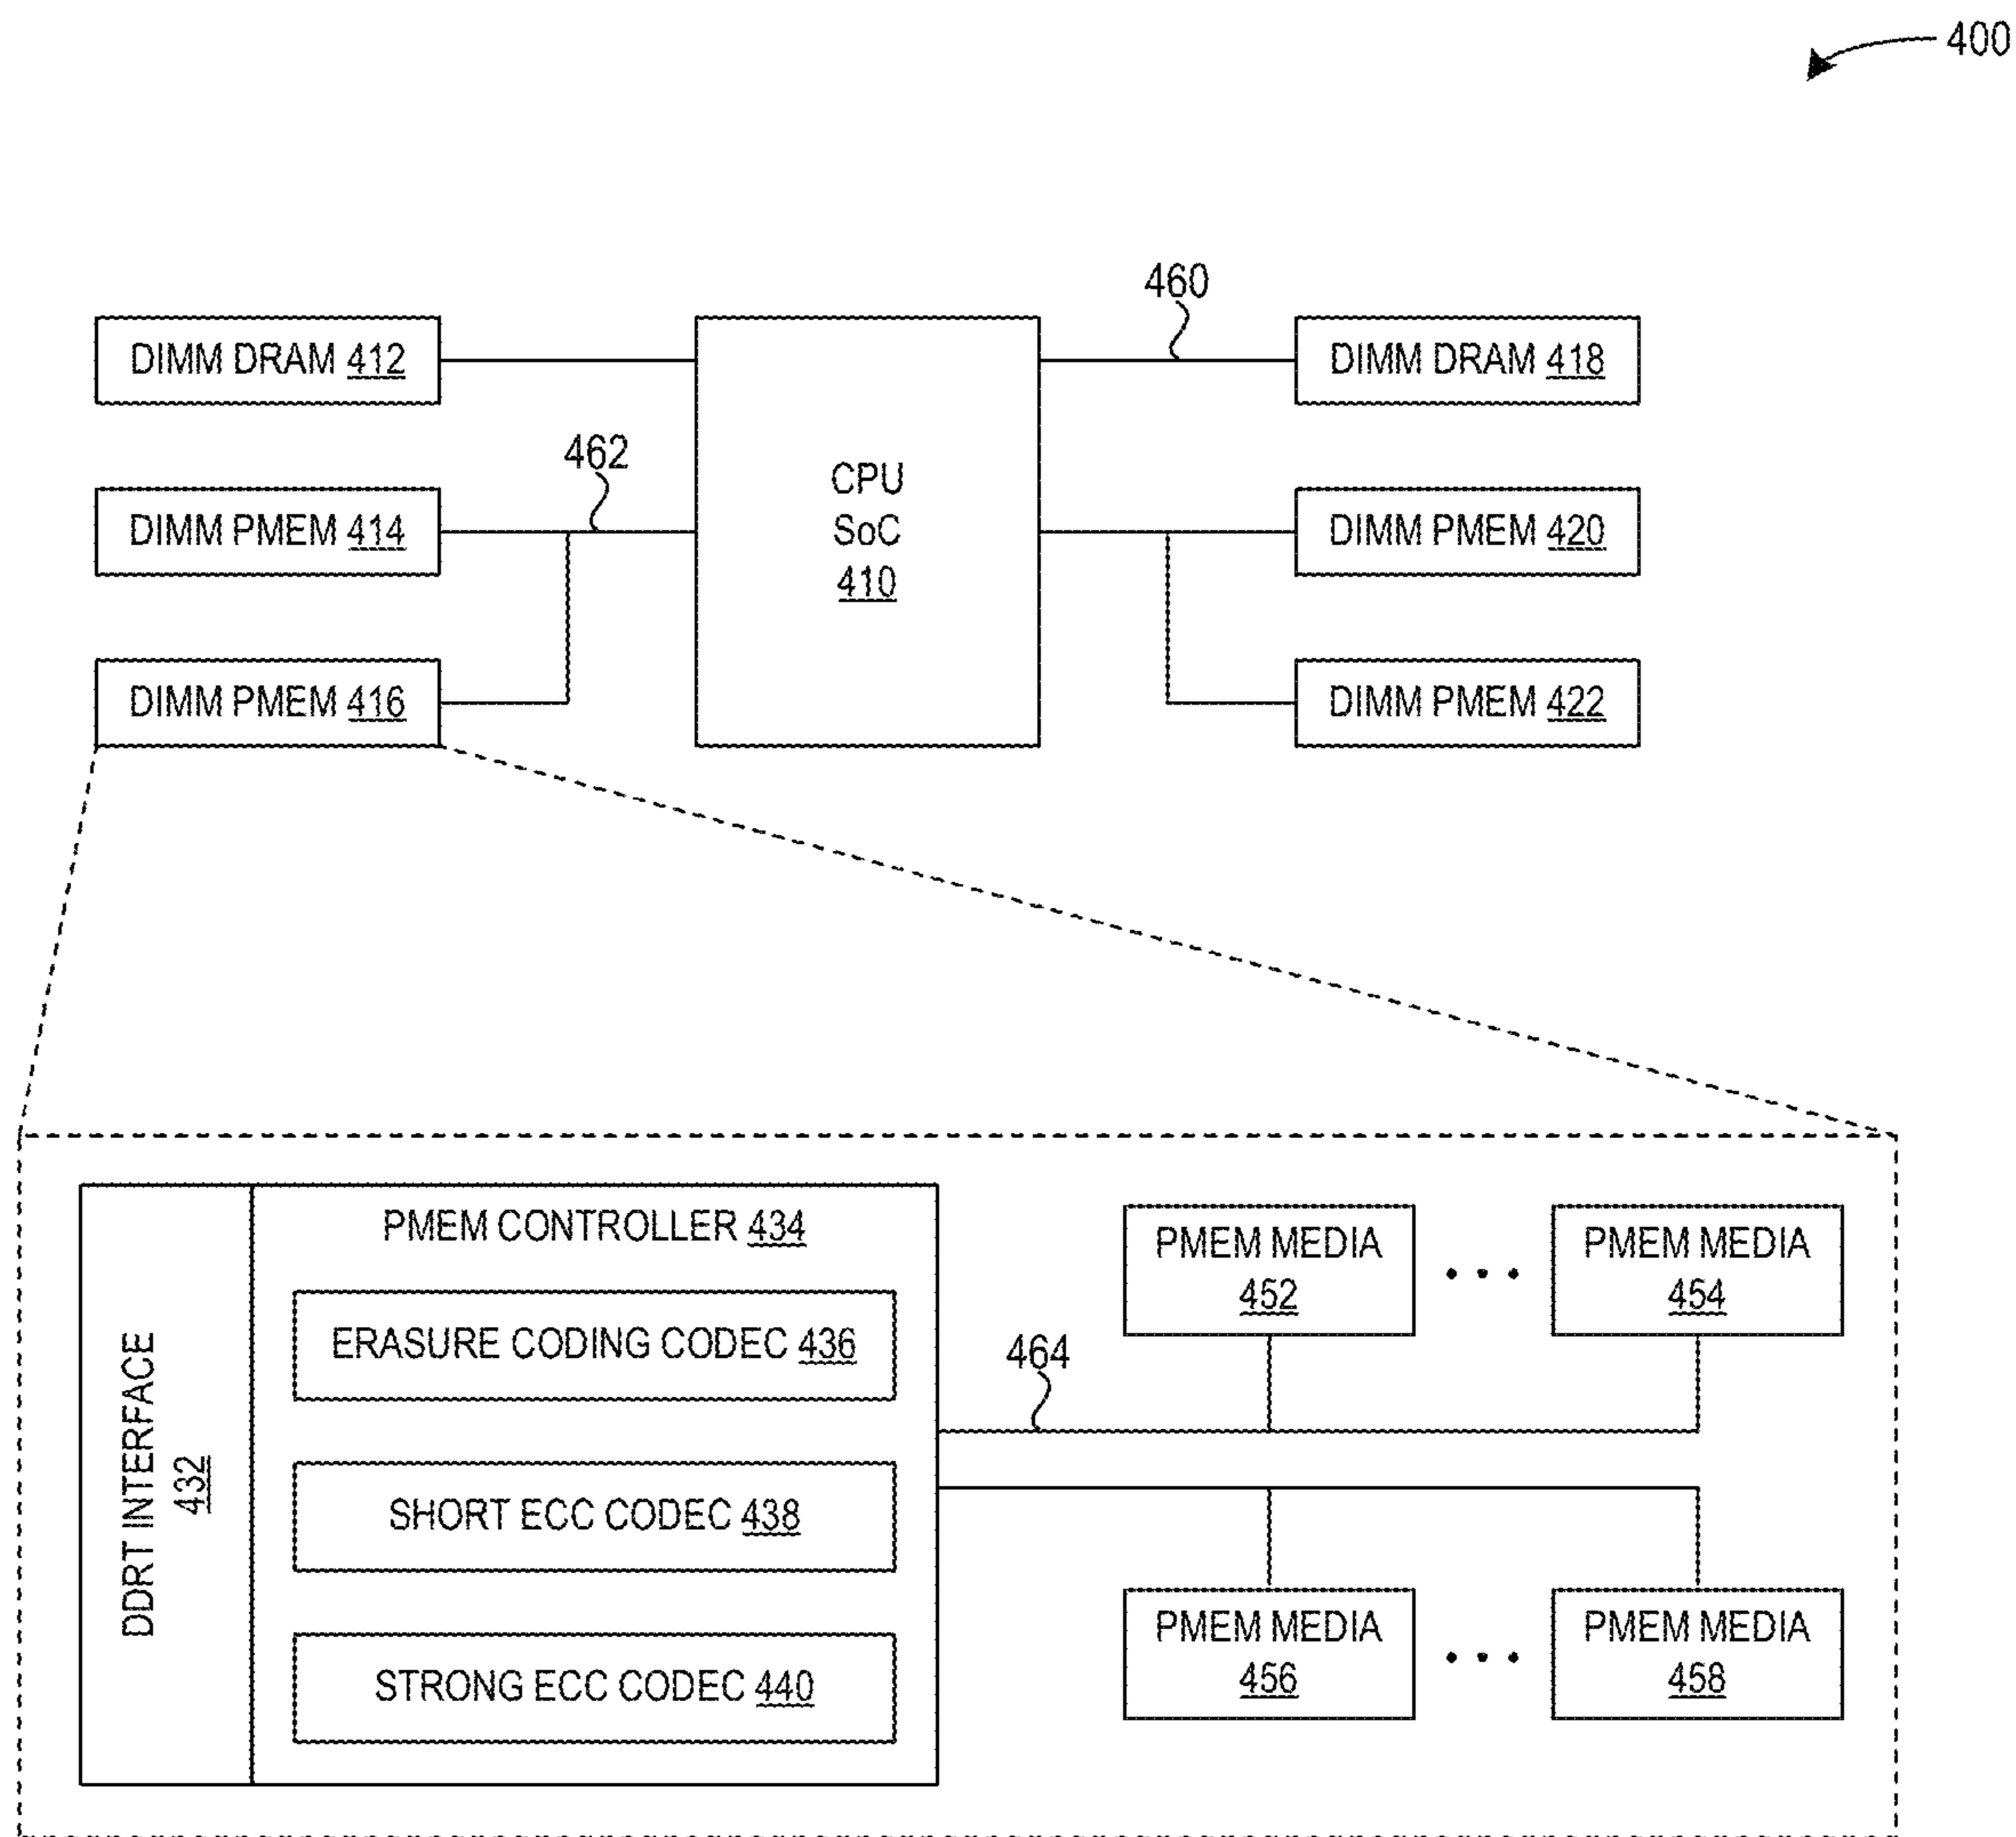 400
460
DIMM DRAM 412
DIMM DRAM 418
462
CPU
SoC
410
DIMM PMEM 414
DIMM PMEM 420
DIMM PMEM 416
DIMM PMEM 422
DDRT INTERFACE
432
PMEM CONTROLLER 434
ERASURE CODING CODEC 436
SHORT ECC CODEC 438
STRONG ECC CODEC 440
464
PMEM MEDIA
452
• • •
PMEM MEDIA
454
PMEM MEDIA
456
• • •
PMEM MEDIA
458